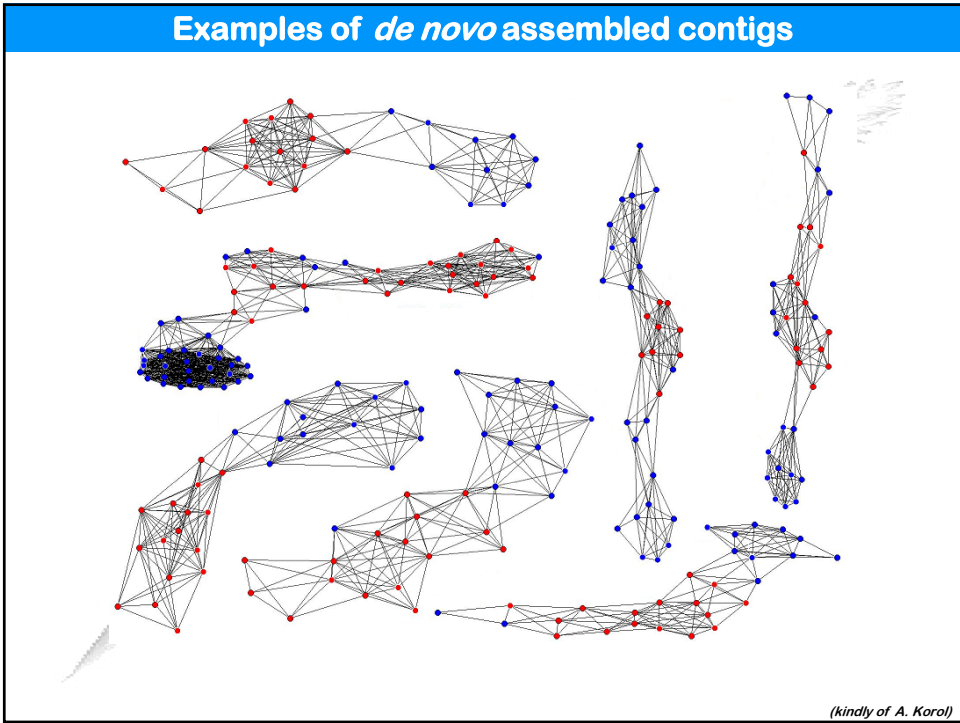 Examples of de novo assembled contigs
(kindly of A. Korol)